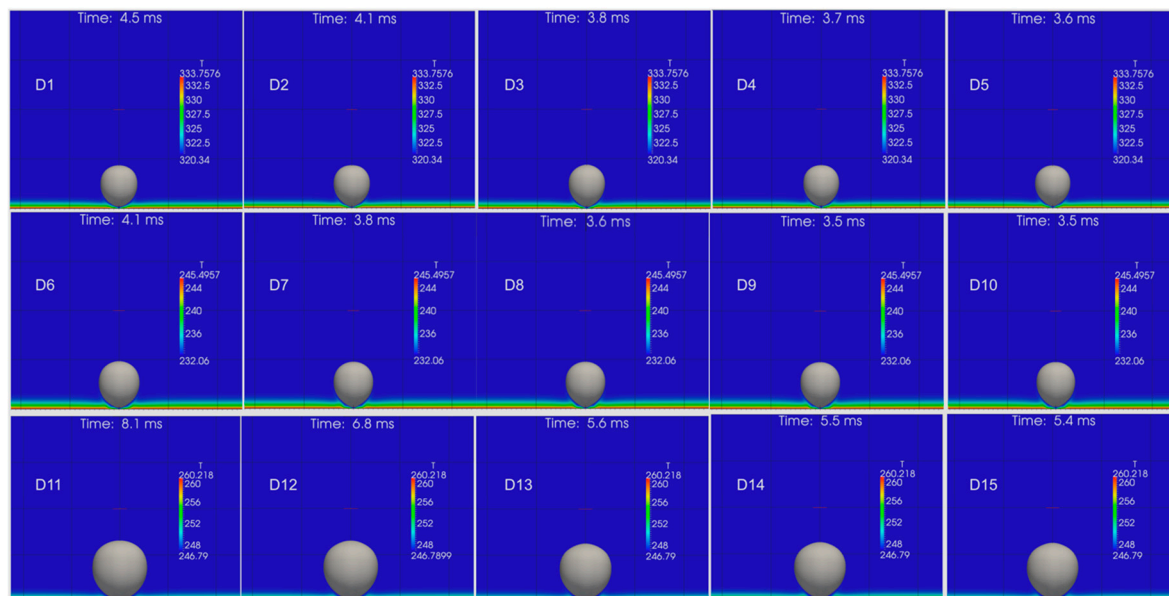 Time: 4.5 ms
D1
T
333.7576
332.5
330
327.5
325
322.5
320.34
Time: 4.1 ms
D2
T
333.7576
332.5
330
327.5
325
322.5
320.34
Time: 3.8 ms
D3
T
333.7576
332.5
330
327.5
325
322.5
320.34
Time: 3.7 ms
D4
T
333.7576
332.5
330
327.5
325
322.5
320.34
Time: 3.6 ms
D5
T
333.7576
332.5
330
327.5
325
322.5
320.34
Time: 4.1 ms
D6
T
245.4957
244
240
236
232.06
Time: 3.8 ms
D7
T
245.4957
244
240
236
232.06
Time: 3.6 ms
D8
T
245.4957
244
240
236
232.06
Time: 3.5 ms
D9
T
245.4957
244
240
236
232.06
Time: 3.5 ms
D10
T
245.4957
244
240
236
232.06
Time: 8.1 ms
D11
T
260.218
260
256
252
248
246.79
Time: 6.8 ms
D12
T
260.218
260
256
252
248
246.7899
Time: 5.6 ms
D13
T
260.218
260
256
252
248
246.79
Time: 5.5 ms
D14
T
260.218
260
256
252
248
246.79
Time: 5.4 ms
D15
T
260.218
260
256
252
248
246.79